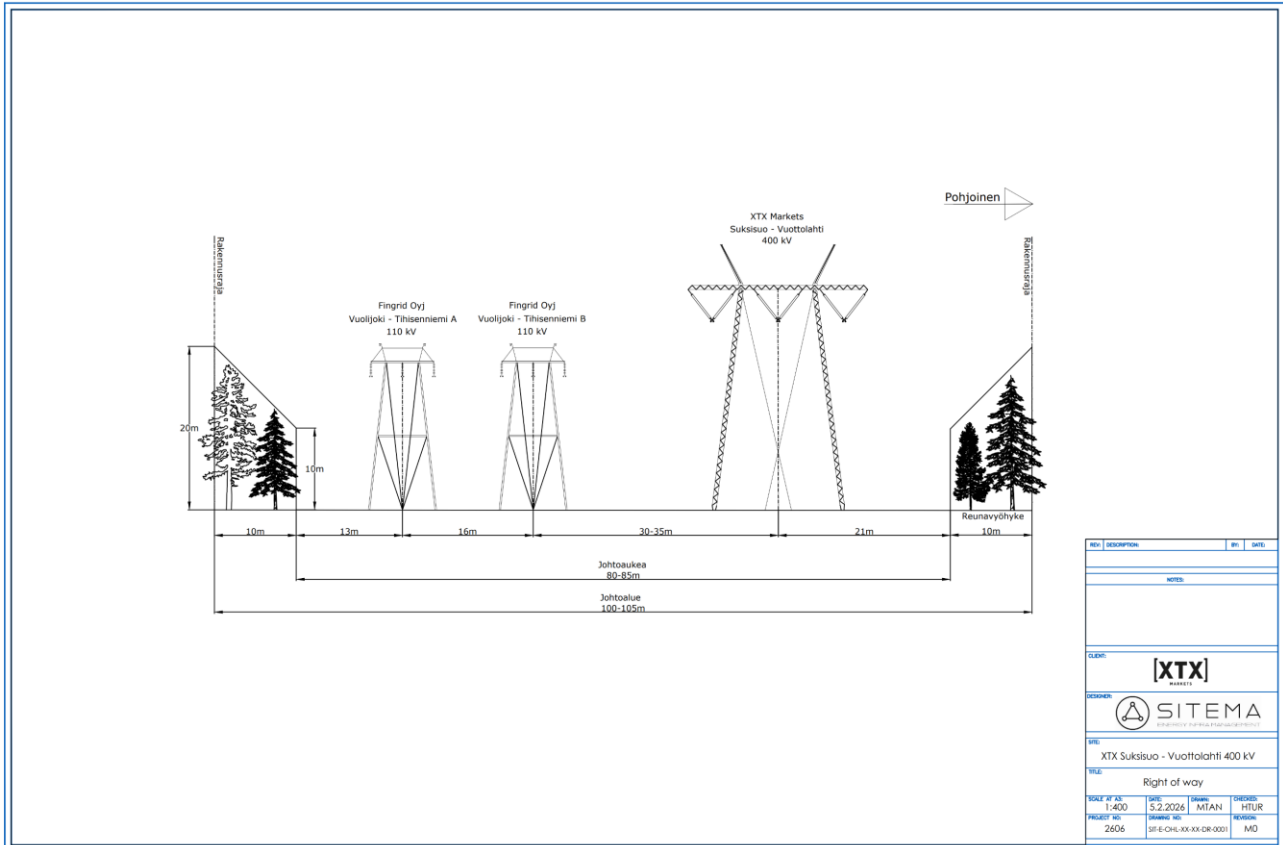 Pohjoinen
XTX Markets
Suksisuo - Vuottolahti
400 kV
Rakennusraja
Rakennusraja
Fingrid Oyj
Vuolijoki - Tihisenniemi A
110 kV
Fingrid Oyj
Vuolijoki - Tihisenniemi B
110 kV
20m
10m
Reunavyöhyke
10m
13m
16m
30-35m
21m
10m
Johtoaukea
80-85m
Johtoalue
100-105m
REV: DESCRIPTION: BY: DATE:
NOTES:
CLIENT:
[XTX]
MARKETS
DESIGNER:
SITEMA
ENERGY INFRA MANAGEMENT
SITE:
XTX Suksisuo - Vuottolahti 400 kV
TITLE:
Right of way
SCALE AT A3: DATE: DRAWN: CHECKED:
1:400 5.2.2026 MTAN HTUR
PROJECT NO: DRAWING NO: REVISION:
2606 SIT-E-OHL-XX-XX-DR-0001 M0